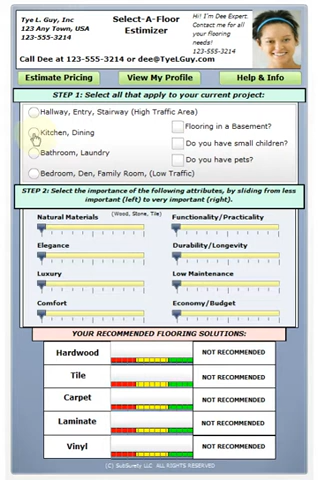 Tye L. Guy, Inc
123 Any Town, USA
123-555-3214
Select-A-Floor
Estimizer
Hi! I'm Dee Expert.
Contact me for all
your flooring
needs!
123-555-3214
Call Dee at 123-555-3214 or dee@TyeLGuy.com
Estimate Pricing
View My Profile
Help & Info
STEP 1: Select all that apply to your current project:
Hallway, Entry, Stairway (High Traffic Area)
Kitchen, Dining
Flooring in a Basement?
Do you have small children?
Bathroom, Laundry
Do you have pets?
Bedroom, Den, Family Room, (Low Traffic)
STEP 2: Select the importance of the following attributes, by sliding from less
important (left) to very important (right).
Natural Materials (Wood, Stone, Tile)
Functionality/Practicality
Elegance
Durability/Longevity
Luxury
Low Maintenance
Comfort
Economy/Budget
YOUR RECOMMENDED FLOORING SOLUTIONS:
Hardwood NOT RECOMMENDED
Tile NOT RECOMMENDED
Carpet NOT RECOMMENDED
Laminate NOT RECOMMENDED
Vinyl NOT RECOMMENDED
(C) SubSurety LLC ALL RIGHTS RESERVED